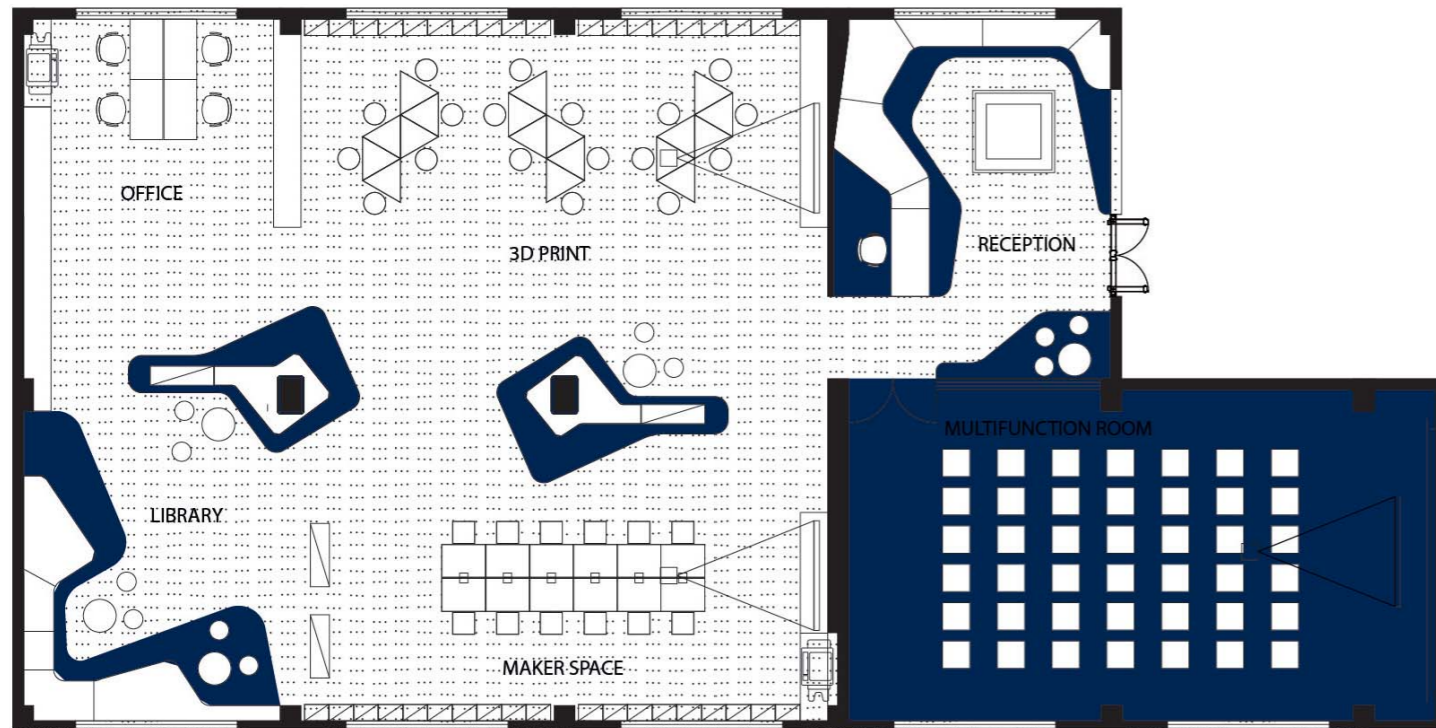 OFFICE
3D PRINT
RECEPTION
MULTIFUNCTION ROOM
LIBRARY
MAKER SPACE